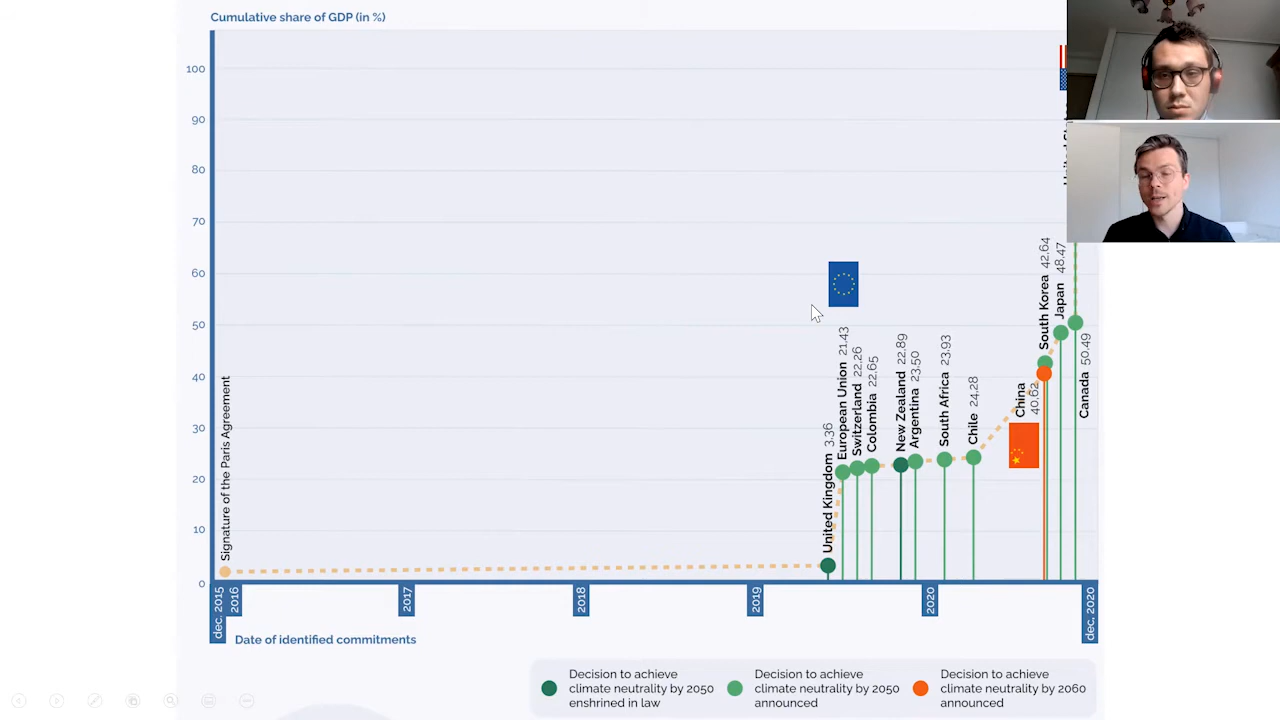 Cumulative share of GDP (in %)
100
90
80
70
60
50
40
30
20
10
0
Signature of the Paris Agreement
United Kingdom 3.36
European Union 21.43
Switzerland 22.26
Colombia 22.65
New Zealand 22.89
Argentina 23.50
South Africa 23.93
Chile 24.28
China
40.62
South Korea 42.64
Japan 48.47
Canada 50.49
dec. 2015
2016
2017
2018
2019
2020
dec. 2020
Date of identified commitments
Decision to achieve
climate neutrality by 2050
enshrined in law
Decision to achieve
climate neutrality by 2050
announced
Decision to achieve
climate neutrality by 2060
announced